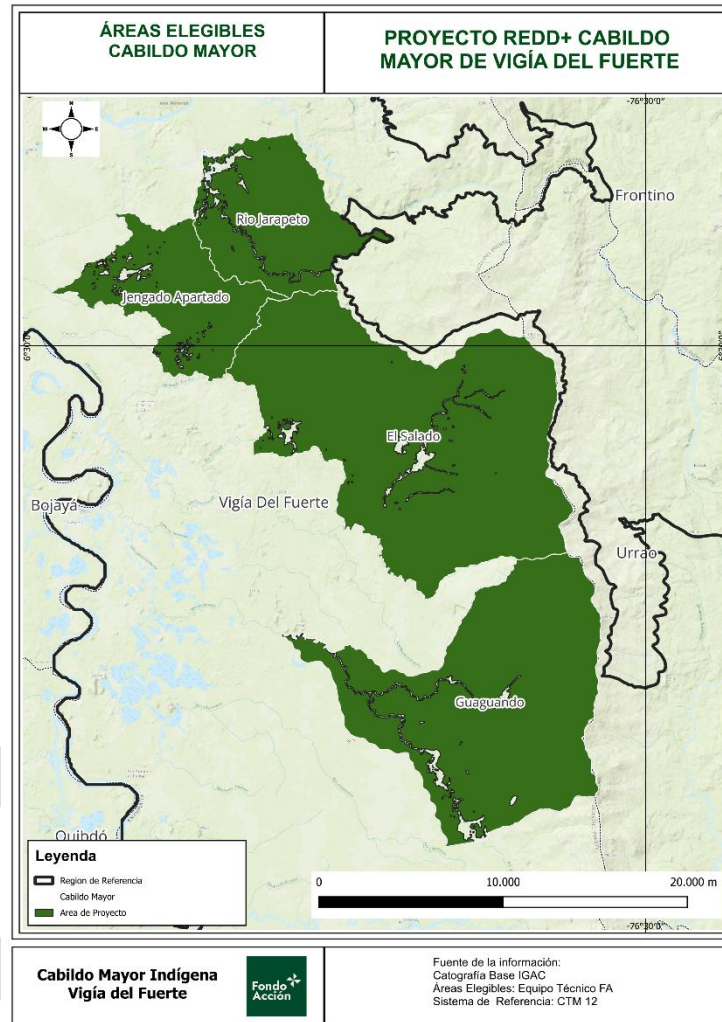 ÁREAS ELEGIBLES
CABILDO MAYOR
PROYECTO REDD+ CABILDO
MAYOR DE VIGÍA DEL FUERTE
-76°30'0"
N
W
E
S
Frontino
Rio Jarapeto
Jengado Apartado
6°30'0"
El Salado
Bojayá
Vigía Del Fuerte
Urrao
Guaguando
Quibdó
Leyenda
Region de Referencia
Cabildo Mayor
Area de Proyecto
0
10.000
20.000 m
-76°30'0"
Cabildo Mayor Indígena
Vigía del Fuerte
Fondo
Acción
Fuente de la información:
Catografía Base IGAC
Áreas Elegibles: Equipo Técnico FA
Sistema de Referencia: CTM 12